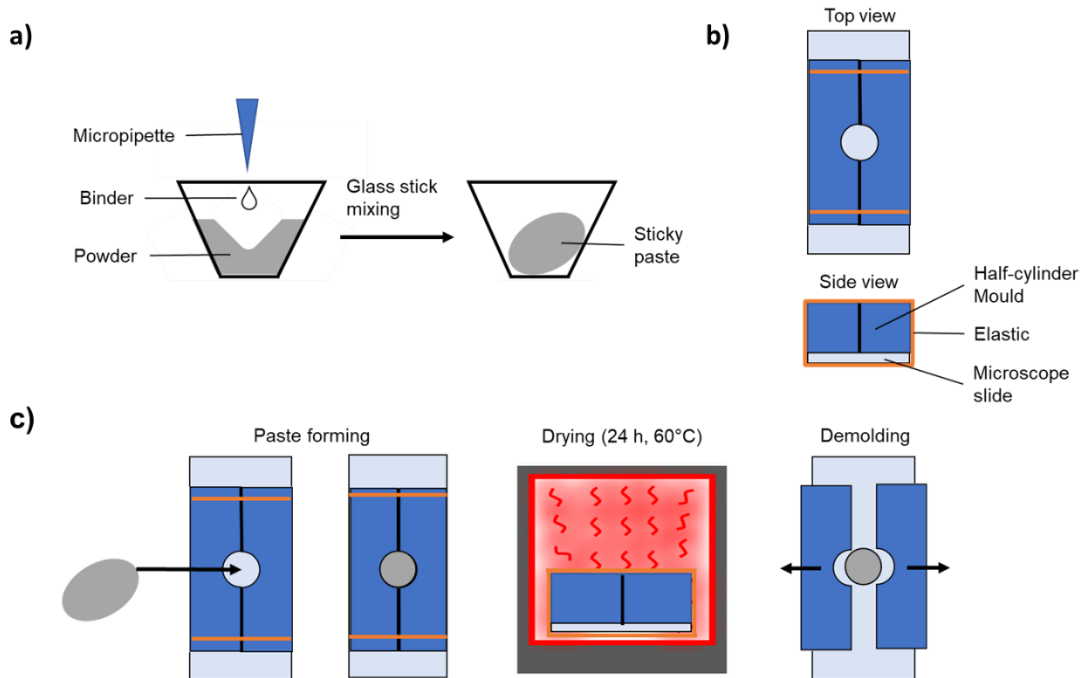 a)
Micropipette
Binder
Powder
Glass stick
mixing
Sticky
paste
b)
Top view
Side view
Half-cylinder
Mould
Elastic
Microscope
slide
c)
Paste forming
Drying (24 h, 60°C)
Demolding